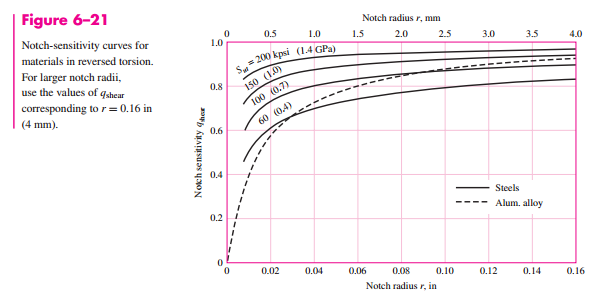 Figure 6–21
Notch-sensitivity curves for
materials in reversed torsion.
For larger notch radii,
use the values of qshear
corresponding to r = 0.16 in
(4 mm).
Notch radius r, mm
0 0.5 1.0 1.5 2.0 2.5 3.0 3.5 4.0
1.0
0.8
0.6
0.4
0.2
0
Notch sensitivity qshear
Sut = 200 kpsi (1.4 GPa)
150 (1.0)
100 (0.7)
60 (0.4)
Steels
Alum. alloy
0 0.02 0.04 0.06 0.08 0.10 0.12 0.14 0.16
Notch radius r, in